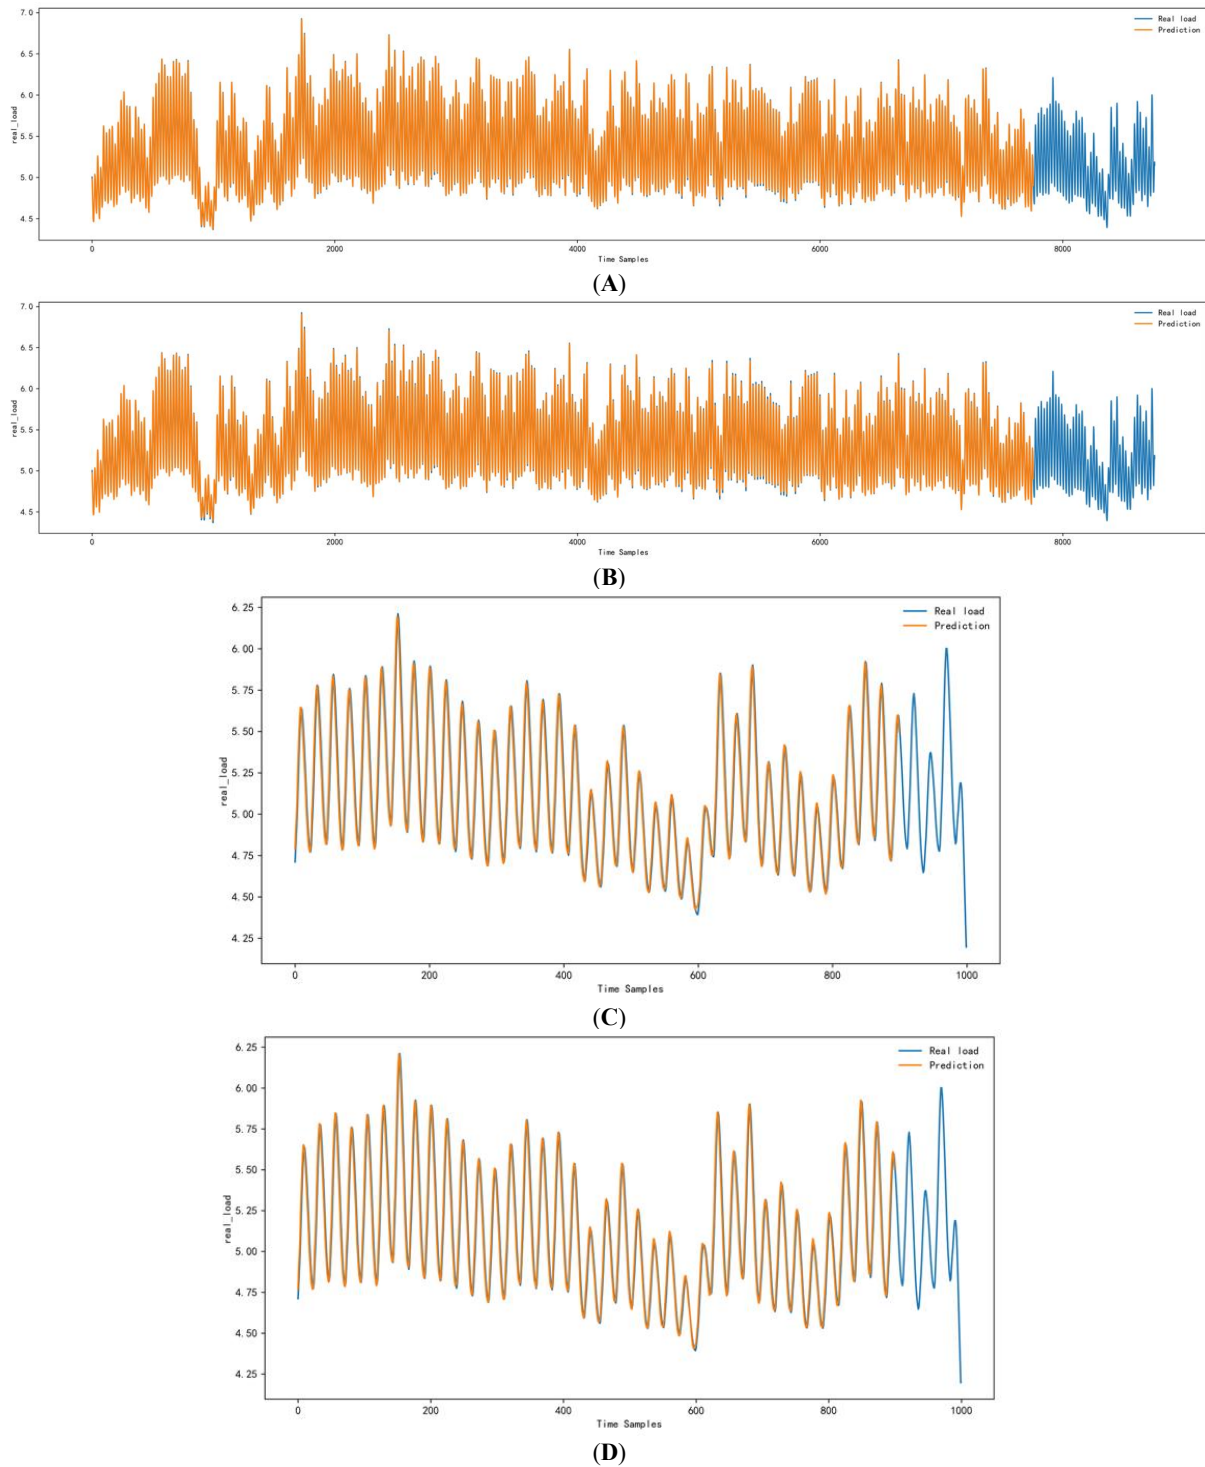 7.0
Real load
Prediction
6.5
6.0
5.5
real_load
5.0
4.5
0
2000
4000
6000
8000
Time Samples
(A)
7.0
Real load
Prediction
6.5
6.0
5.5
real_load
5.0
4.5
0
2000
4000
6000
8000
Time Samples
(B)
6.25
Real load
Prediction
6.00
5.75
5.50
5.25
real_load
5.00
4.75
4.50
4.25
0
200
400
600
800
1000
Time Samples
(C)
6.25
Real load
Prediction
6.00
5.75
5.50
5.25
real_load
5.00
4.75
4.50
4.25
0
200
400
600
800
1000
Time Samples
(D)